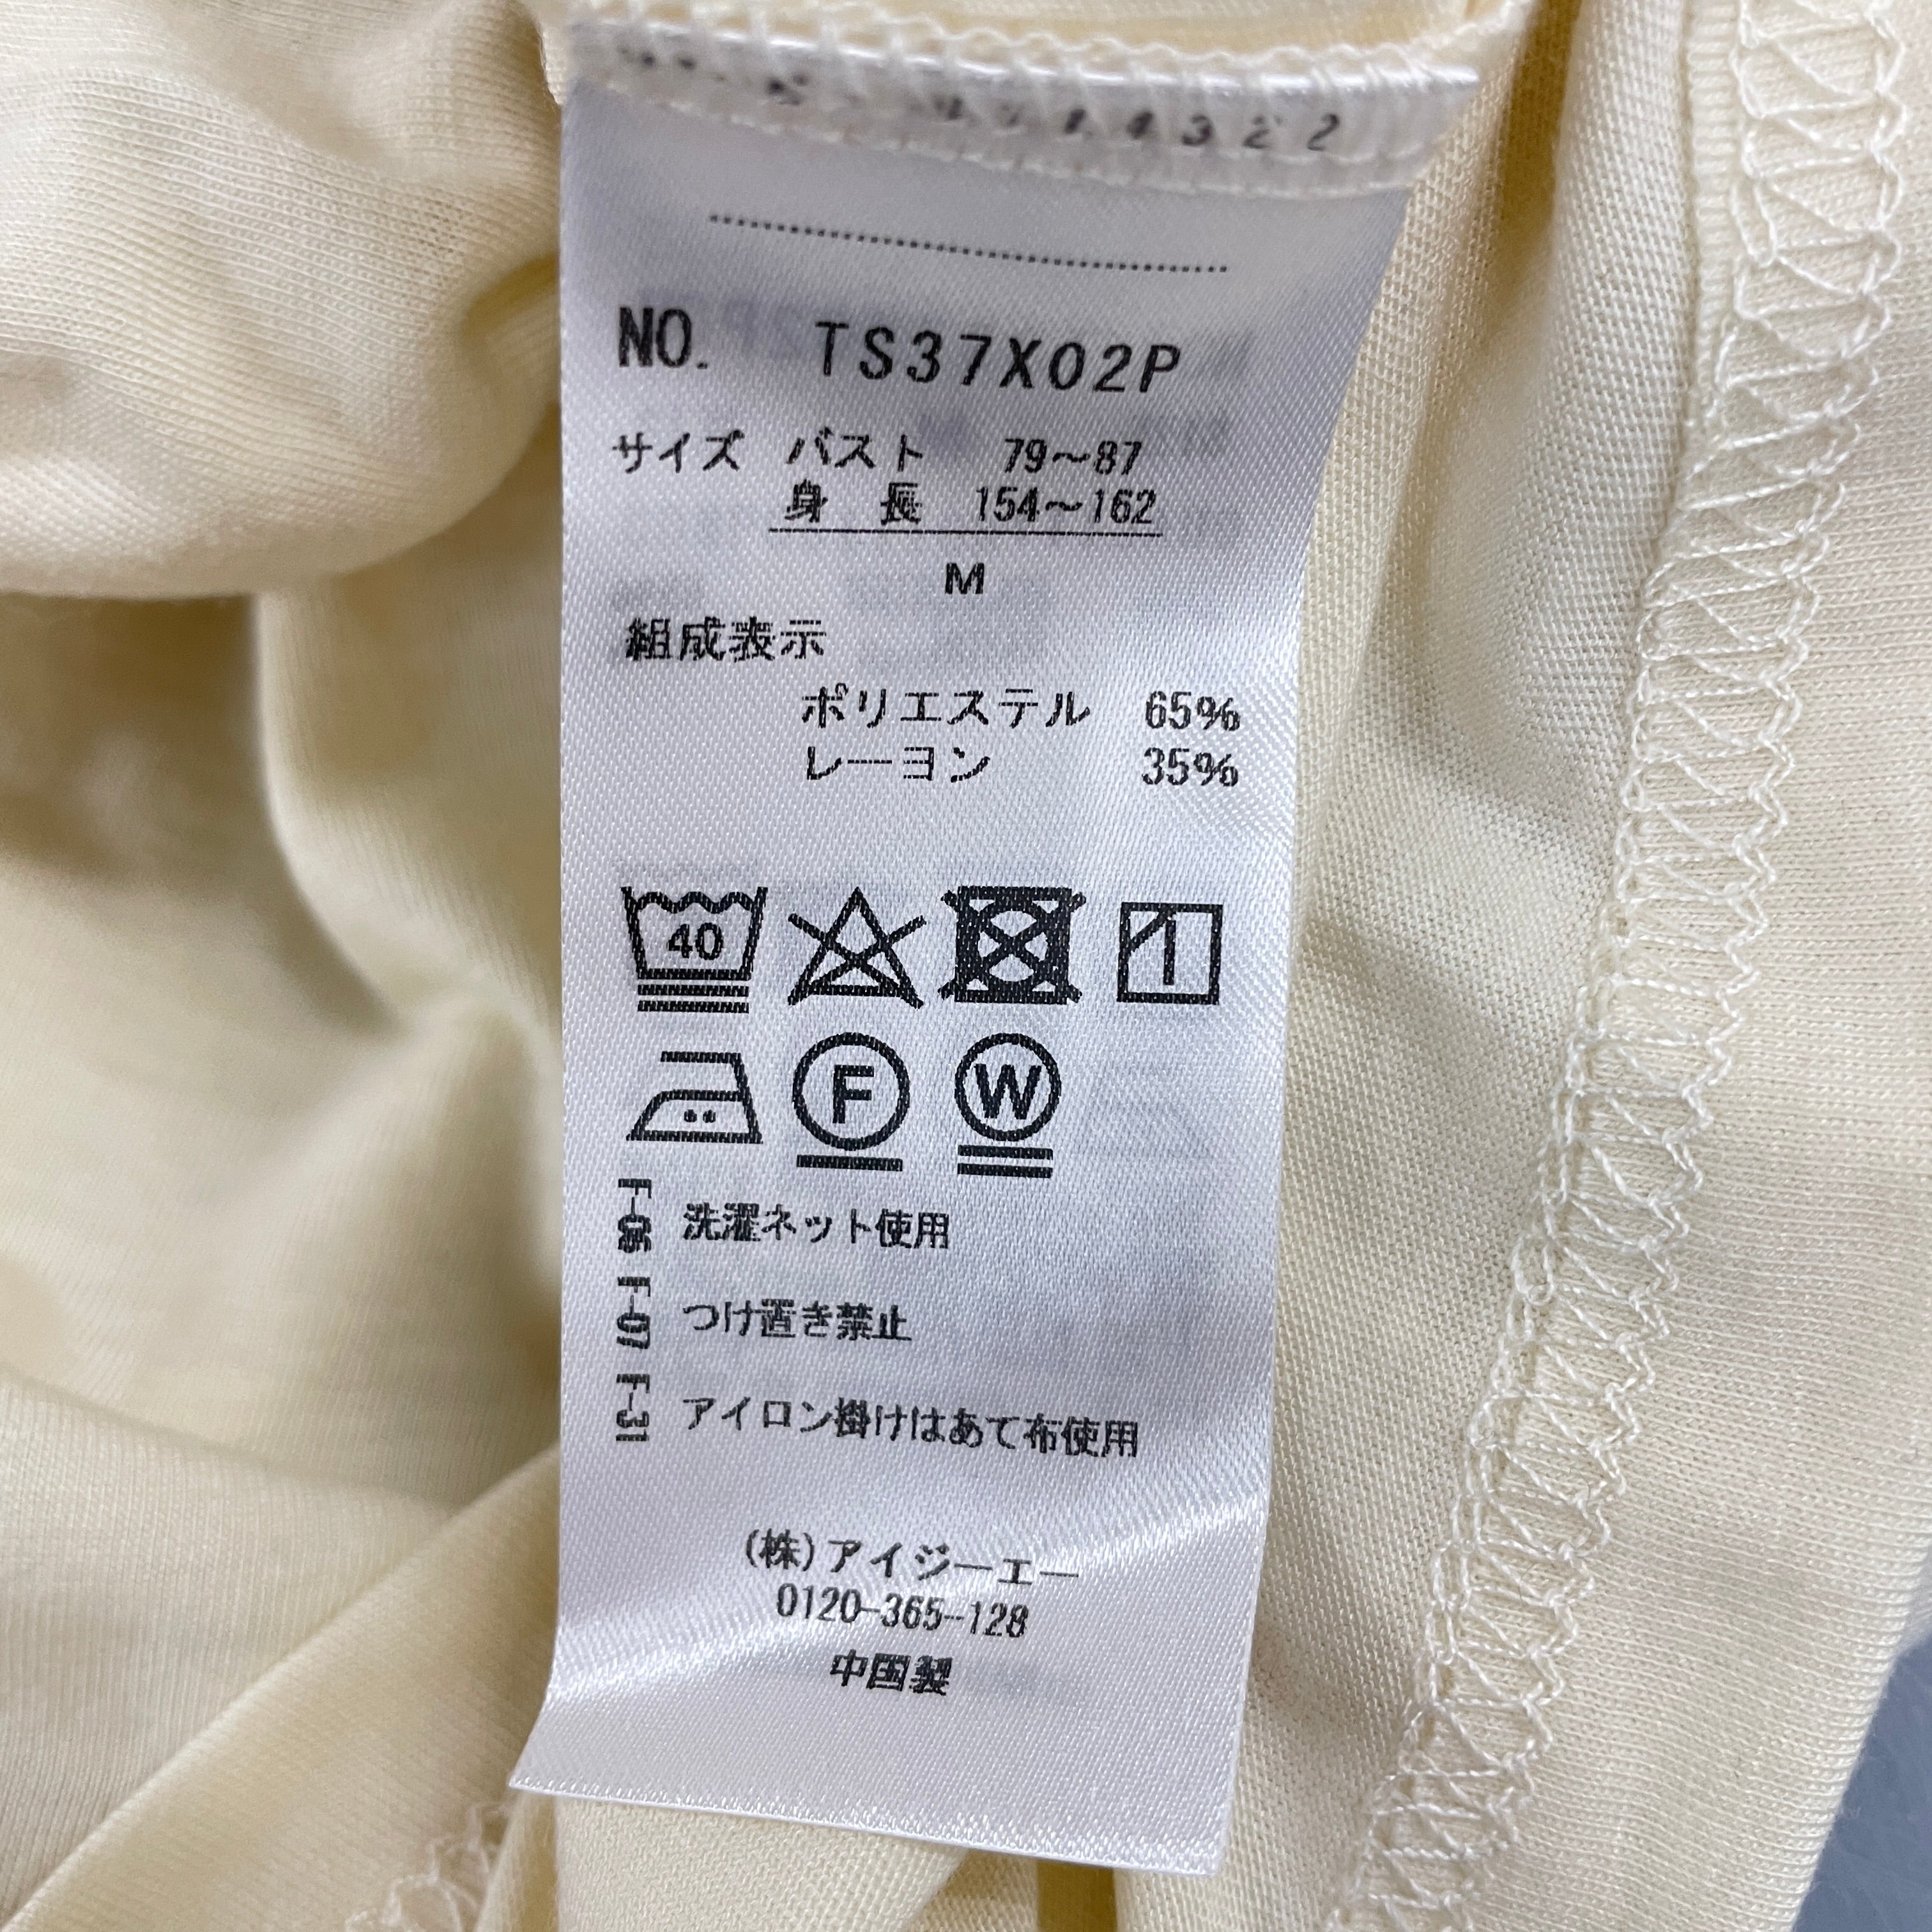 NO. TS37X02P
サイズ バスト 79～87
身 長 154～162
M
組成表示
ポリエステル 65%
レーヨン 35%
40
F
W
F-06 洗濯ネット使用
F-07 つけ置き禁止
F-31 アイロン掛けはあて布使用
(株)アイジーエー
0120-365-128
中国製